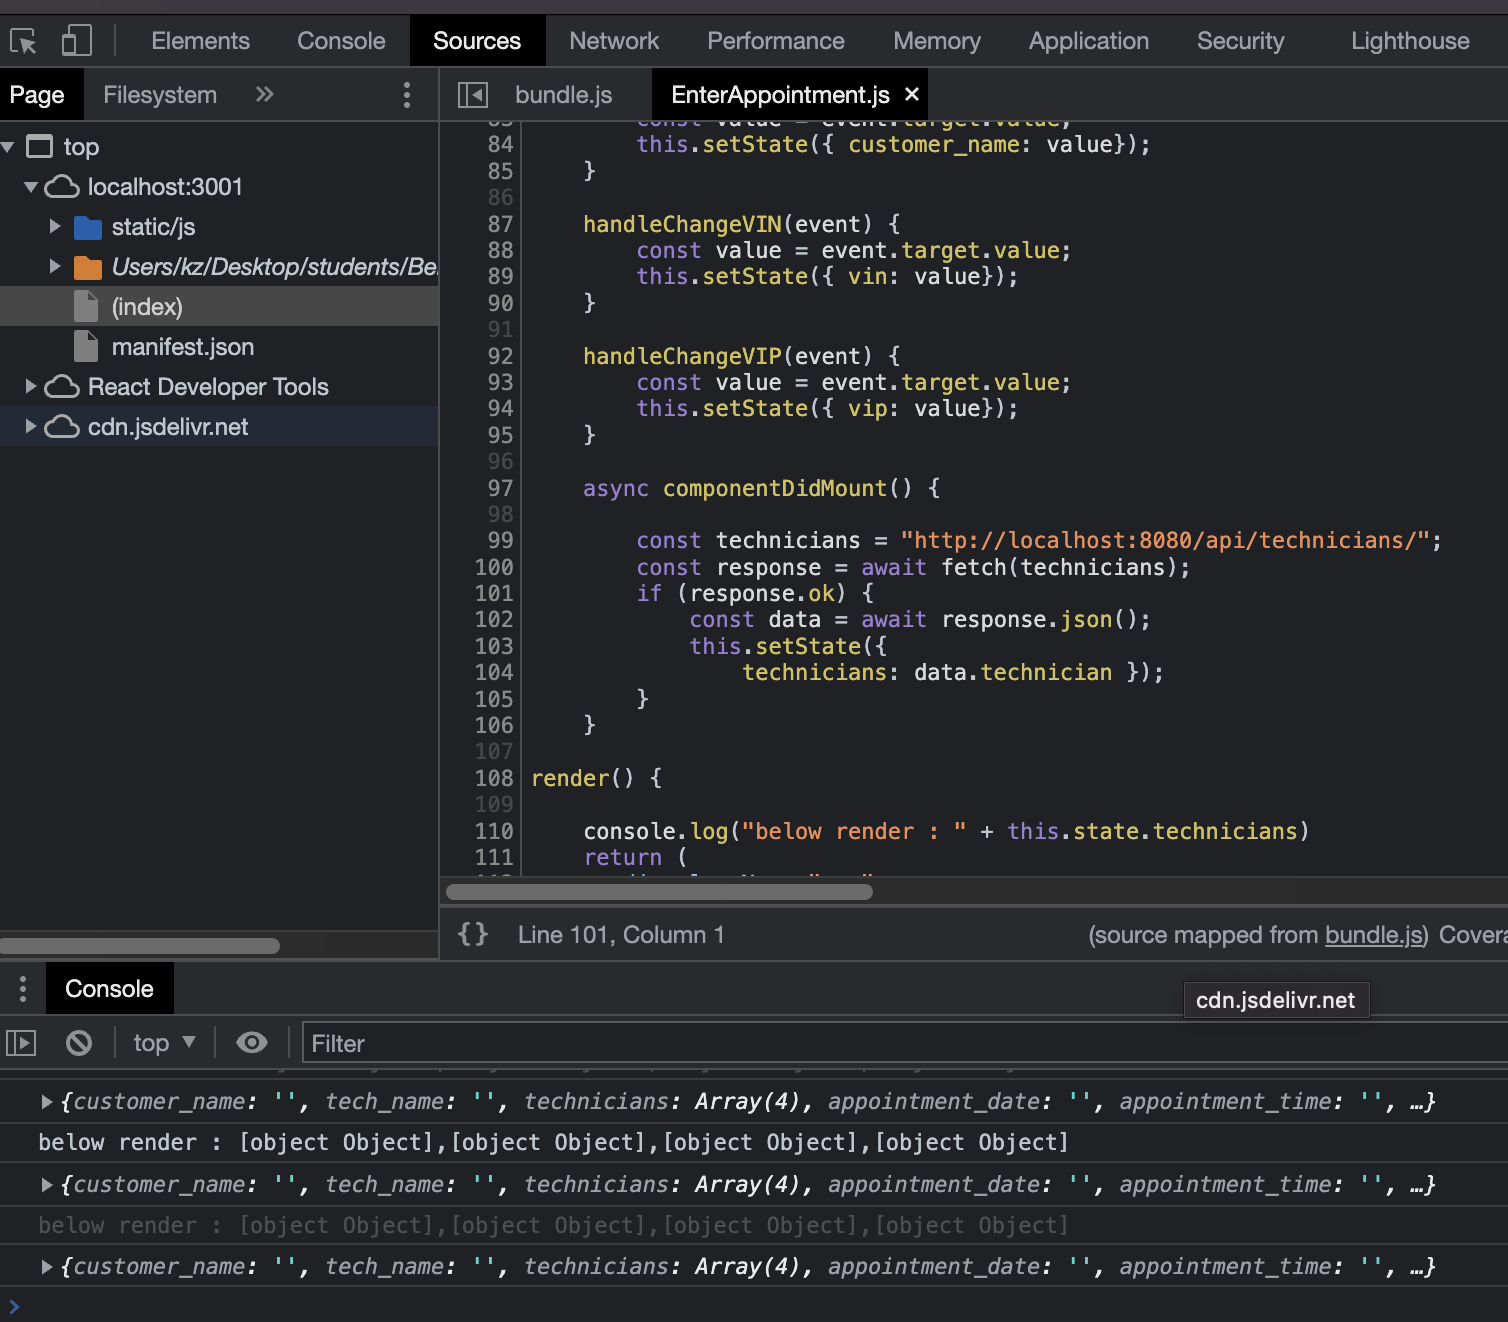 Elements Console Sources Network Performance Memory Application Security Lighthouse
Page Filesystem »
bundle.js EnterAppointment.js ×
top
localhost:3001
static/js
Users/kz/Desktop/students/Be
(index)
manifest.json
React Developer Tools
cdn.jsdelivr.net
83 const value = event.target.value;
84 this.setState({ customer_name: value});
85 }
86
87 handleChangeVIN(event) {
88 const value = event.target.value;
89 this.setState({ vin: value});
90 }
91
92 handleChangeVIP(event) {
93 const value = event.target.value;
94 this.setState({ vip: value});
95 }
96
97 async componentDidMount() {
98
99 const technicians = "http://localhost:8080/api/technicians/";
100 const response = await fetch(technicians);
101 if (response.ok) {
102 const data = await response.json();
103 this.setState({
104 technicians: data.technician });
105 }
106 }
107
108 render() {
109
110 console.log("below render : " + this.state.technicians)
111 return (
{} Line 101, Column 1 (source mapped from bundle.js) Covera
Console
cdn.jsdelivr.net
top ▼ Filter
{customer_name: '', tech_name: '', technicians: Array(4), appointment_date: '', appointment_time: '', …}
below render : [object Object],[object Object],[object Object],[object Object]
{customer_name: '', tech_name: '', technicians: Array(4), appointment_date: '', appointment_time: '', …}
below render : [object Object],[object Object],[object Object],[object Object]
{customer_name: '', tech_name: '', technicians: Array(4), appointment_date: '', appointment_time: '', …}